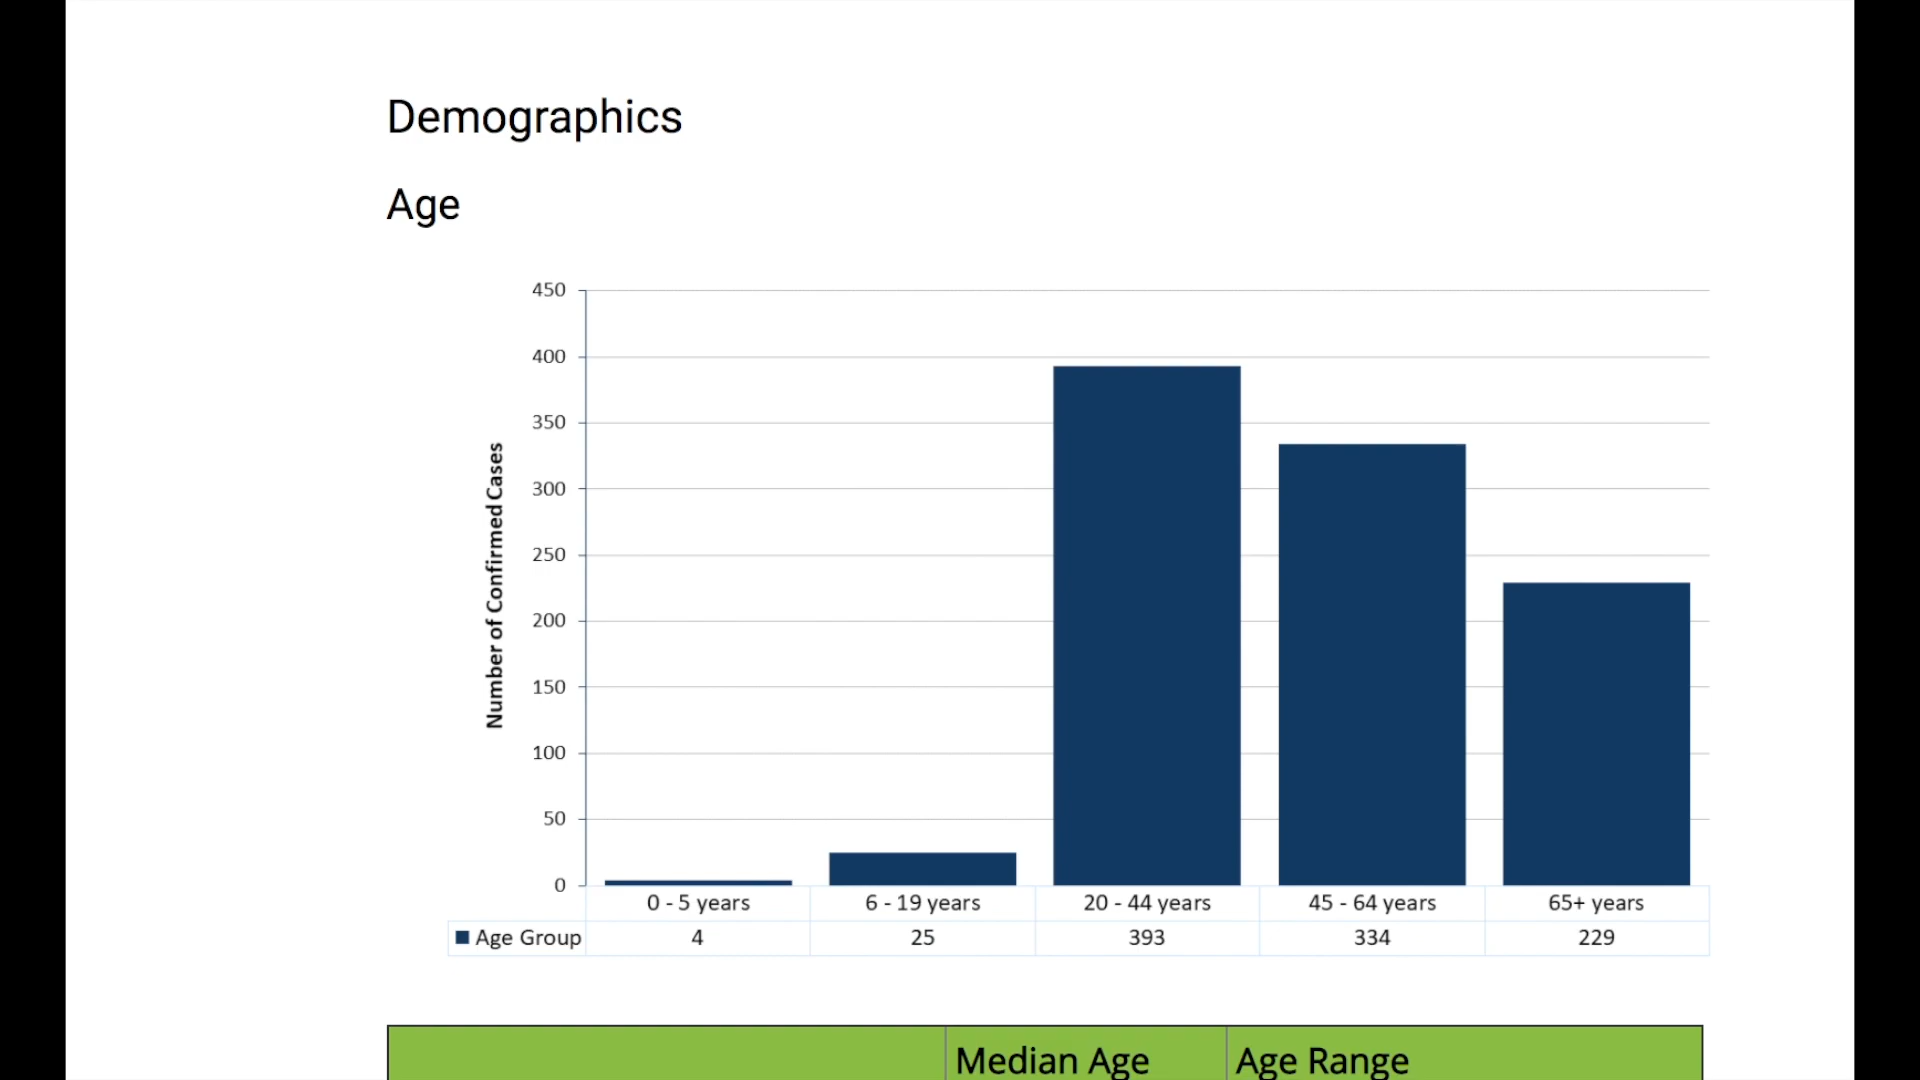 Demographics
Age
450
400
350
300
250
200
150
100
50
0
Number of Confirmed Cases
0 - 5 years 6 - 19 years 20 - 44 years 45 - 64 years 65+ years
Age Group 4 25 393 334 229
Median Age Age Range